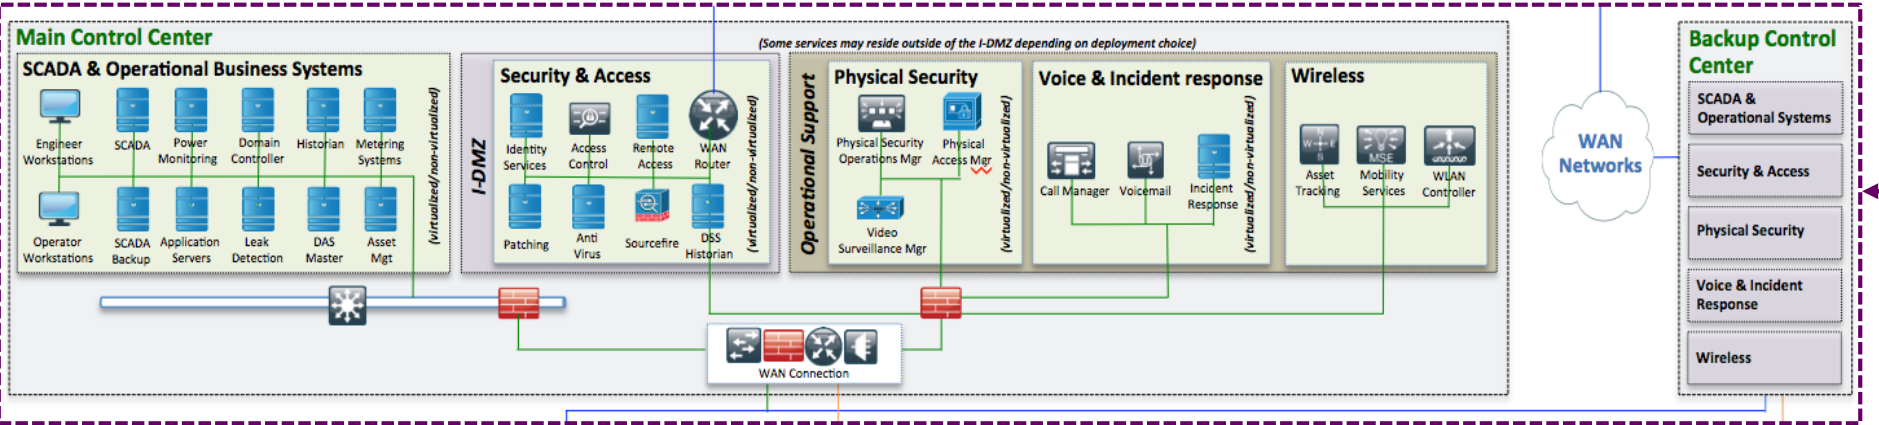 Main Control Center
(Some services may reside outside of the I-DMZ depending on deployment choice)
SCADA & Operational Business Systems
Engineer
Workstations
SCADA
Power
Monitoring
Domain
Controller
Historian
Metering
Systems
Operator
Workstations
SCADA
Backup
Application
Servers
Leak
Detection
DAS
Master
Asset
Mgt
(virtualized/non-virtualized)
I-DMZ
Security & Access
Identity
Services
Access
Control
Remote
Access
WAN
Router
Patching
Anti
Virus
Sourcefire
DSS
Historian
(virtualized/non-virtualized)
Operational Support
Physical Security
Physical Security
Operations Mgr
Physical
Access Mgr
Video
Surveillance Mgr
(virtualized/non-virtualized)
Voice & Incident response
Call Manager
Voicemail
Incident
Response
(virtualized/non-virtualized)
Wireless
N
W E
S
Asset
Tracking
MSE
Mobility
Services
WLAN
Controller
WAN Connection
WAN
Networks
Backup Control
Center
SCADA &
Operational Systems
Security & Access
Physical Security
Voice & Incident
Response
Wireless